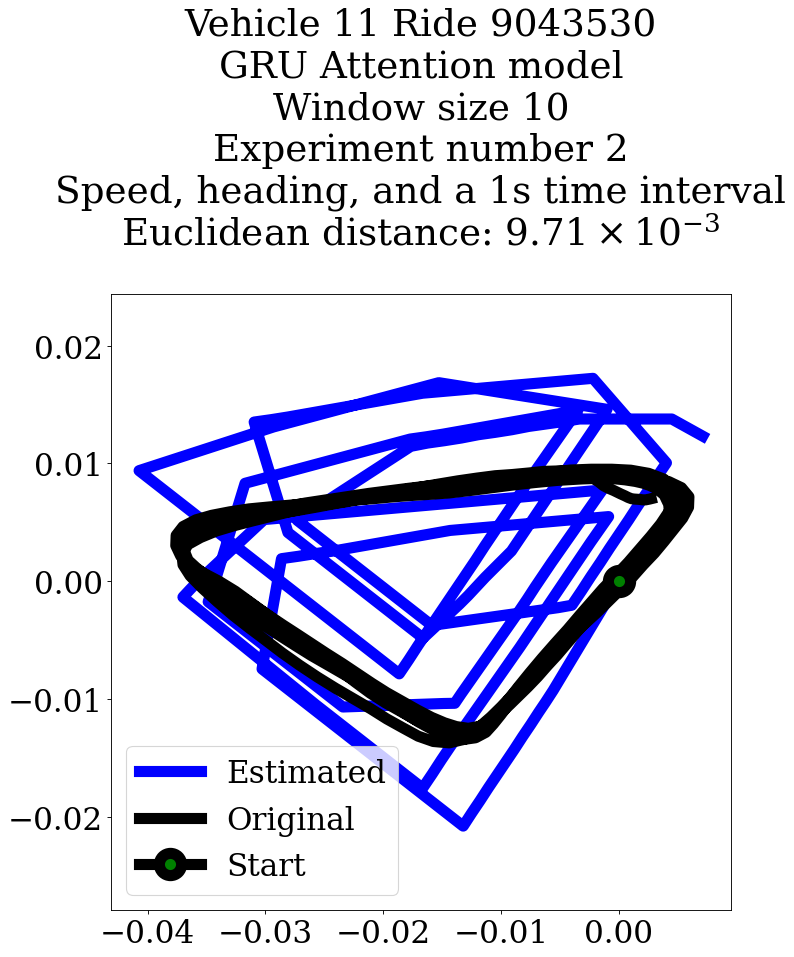 Vehicle 11 Ride 9043530
GRU Attention model
Window size 10
Experiment number 2
Speed, heading, and a 1s time interval
Euclidean distance: 9.71 × 10⁻³
0.02
0.01
0.00
−0.01
−0.02
Estimated
Original
Start
−0.04 −0.03 −0.02 −0.01 0.00